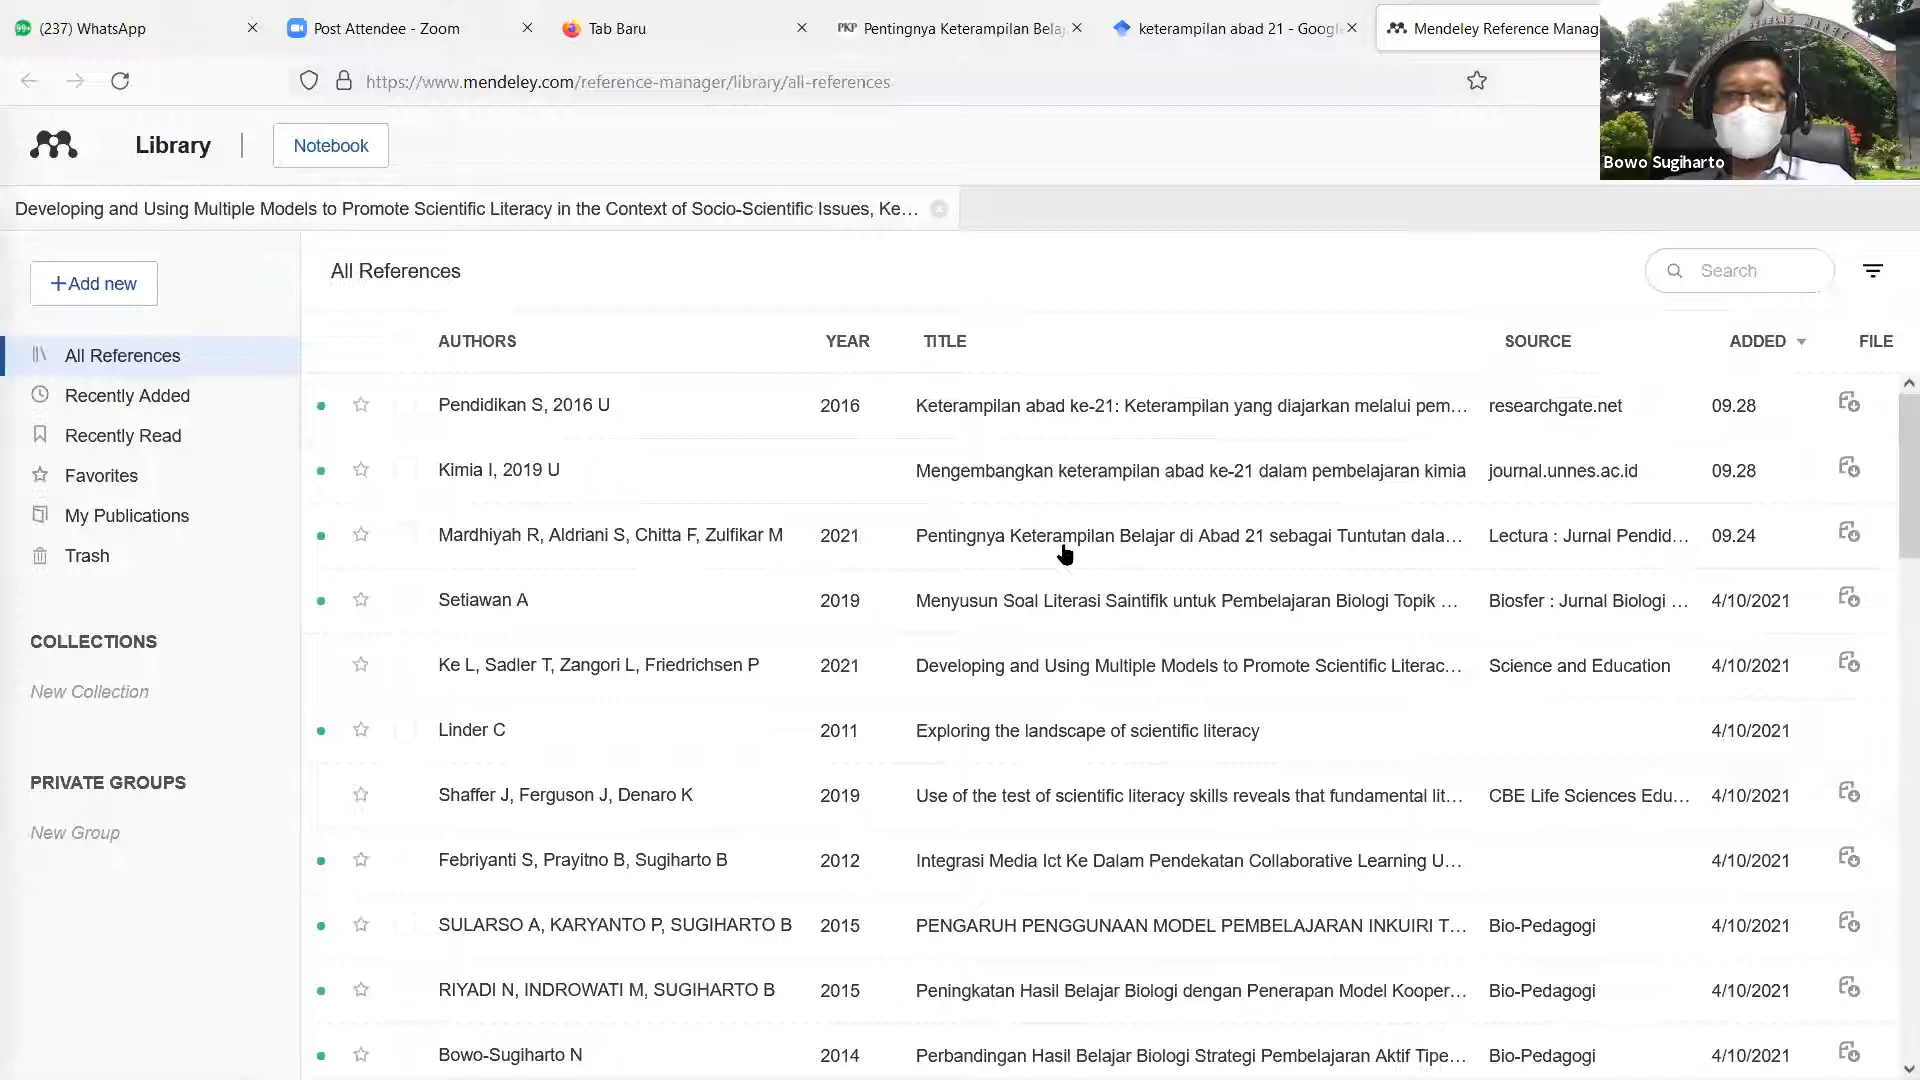 (237) WhatsApp
Post Attendee - Zoom
Tab Baru
PKP Pentingnya Keterampilan Bela
keterampilan abad 21 - Googl
Mendeley Reference Manag
https://www.mendeley.com/reference-manager/library/all-references
Library
Notebook
Bowo Sugiharto
Developing and Using Multiple Models to Promote Scientific Literacy in the Context of Socio-Scientific Issues, Ke...
+Add new
All References
Recently Added
Recently Read
Favorites
My Publications
Trash
COLLECTIONS
New Collection
PRIVATE GROUPS
New Group
All References
Search
AUTHORS YEAR TITLE SOURCE ADDED FILE
Pendidikan S, 2016 U 2016 Keterampilan abad ke-21: Keterampilan yang diajarkan melalui pem... researchgate.net 09.28
Kimia I, 2019 U Mengembangkan keterampilan abad ke-21 dalam pembelajaran kimia journal.unnes.ac.id 09.28
Mardhiyah R, Aldriani S, Chitta F, Zulfikar M 2021 Pentingnya Keterampilan Belajar di Abad 21 sebagai Tuntutan dala... Lectura : Jurnal Pendid... 09.24
Setiawan A 2019 Menyusun Soal Literasi Saintifik untuk Pembelajaran Biologi Topik ... Biosfer : Jurnal Biologi ... 4/10/2021
Ke L, Sadler T, Zangori L, Friedrichsen P 2021 Developing and Using Multiple Models to Promote Scientific Literac... Science and Education 4/10/2021
Linder C 2011 Exploring the landscape of scientific literacy 4/10/2021
Shaffer J, Ferguson J, Denaro K 2019 Use of the test of scientific literacy skills reveals that fundamental lit... CBE Life Sciences Edu... 4/10/2021
Febriyanti S, Prayitno B, Sugiharto B 2012 Integrasi Media Ict Ke Dalam Pendekatan Collaborative Learning U... 4/10/2021
SULARSO A, KARYANTO P, SUGIHARTO B 2015 PENGARUH PENGGUNAAN MODEL PEMBELAJARAN INKUIRI T... Bio-Pedagogi 4/10/2021
RIYADI N, INDROWATI M, SUGIHARTO B 2015 Peningkatan Hasil Belajar Biologi dengan Penerapan Model Kooper... Bio-Pedagogi 4/10/2021
Bowo-Sugiharto N 2014 Perbandingan Hasil Belajar Biologi Strategi Pembelajaran Aktif Tipe... Bio-Pedagogi 4/10/2021